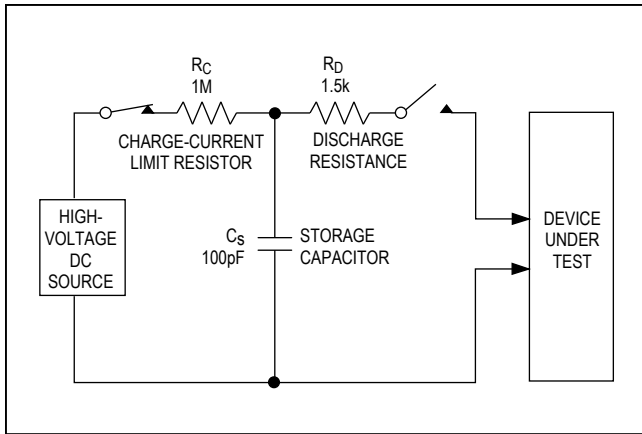 RC
1M
CHARGE-CURRENT
LIMIT RESISTOR
RD
1.5k
DISCHARGE
RESISTANCE
HIGH-
VOLTAGE
DC
SOURCE
Cs
100pF
STORAGE
CAPACITOR
DEVICE
UNDER
TEST